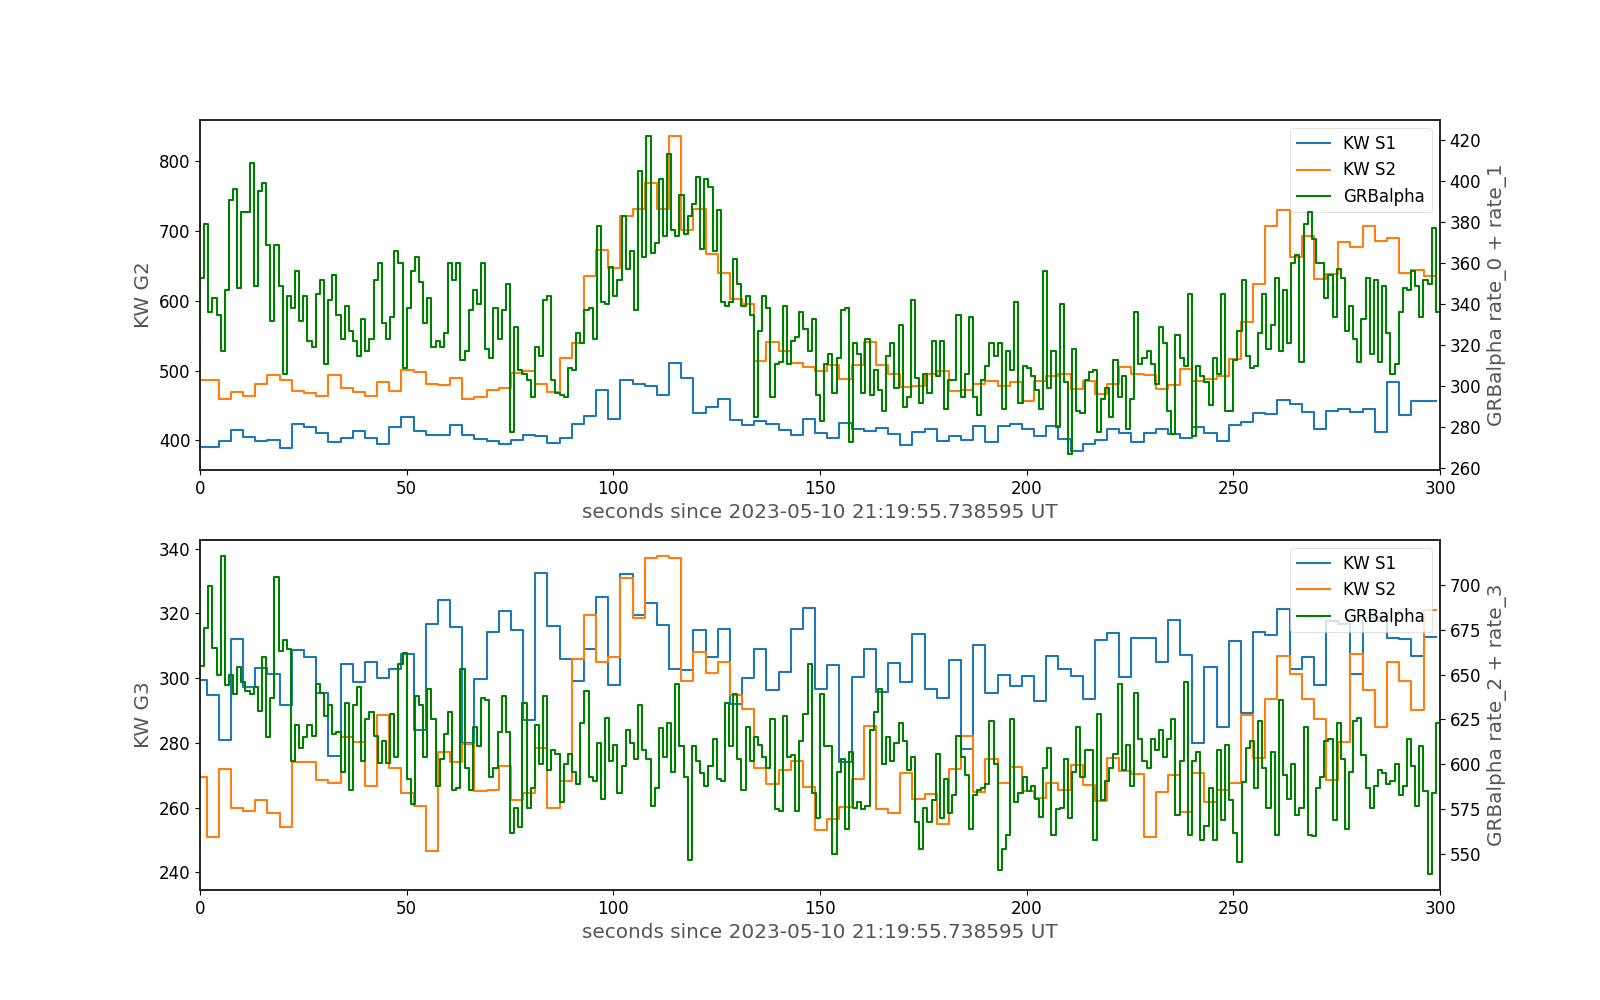 KW G2
800
700
600
500
400
KW S1
KW S2
GRBalpha
420
400
380
360
340
320
300
280
260
GRBalpha rate_0 + rate_1
0 50 100 150 200 250 300
seconds since 2023-05-10 21:19:55.738595 UT
KW G3
340
320
300
280
260
240
KW S1
KW S2
GRBalpha
700
675
650
625
600
575
550
GRBalpha rate_2 + rate_3
0 50 100 150 200 250 300
seconds since 2023-05-10 21:19:55.738595 UT